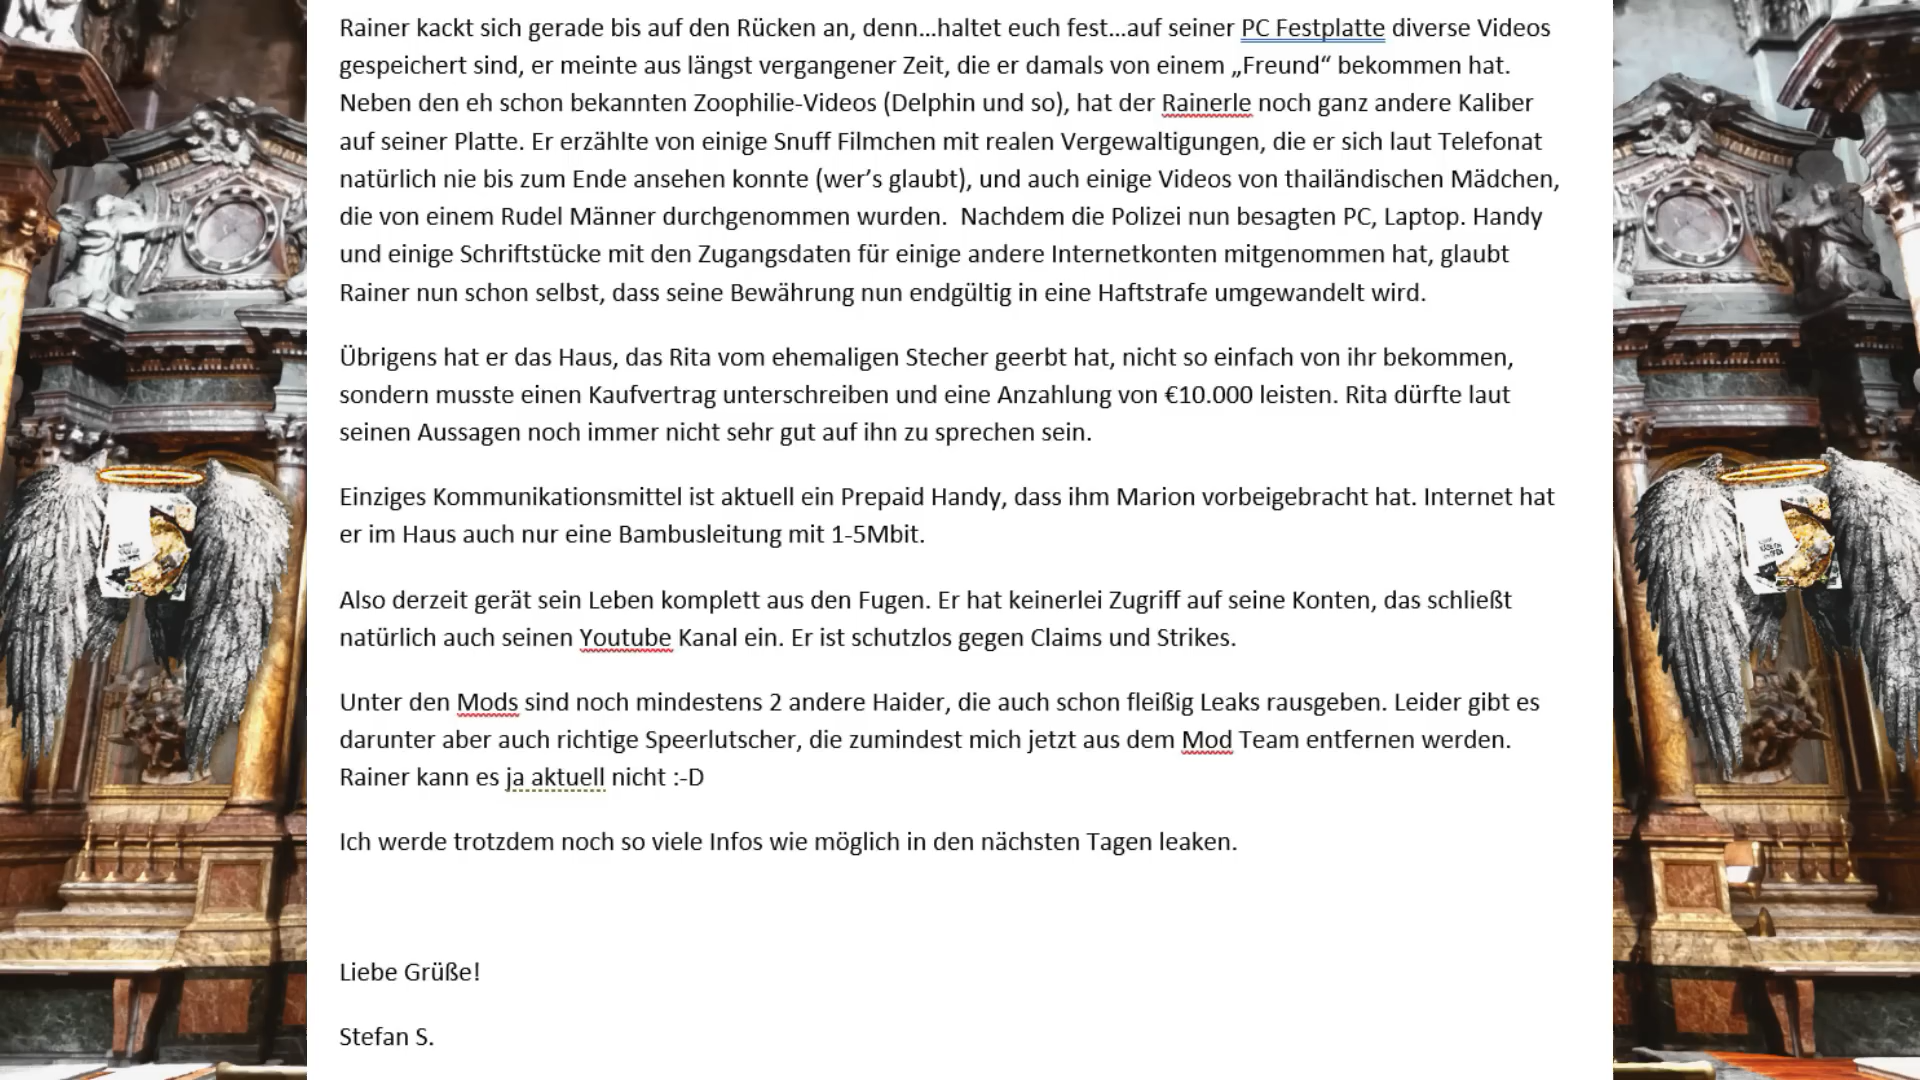 Rainer kackt sich gerade bis auf den Rücken an, denn...haltet euch fest...auf seiner PC Festplatte diverse Videos
gespeichert sind, er meinte aus längst vergangener Zeit, die er damals von einem „Freund“ bekommen hat.
Neben den eh schon bekannten Zoophilie-Videos (Delphin und so), hat der Rainerle noch ganz andere Kaliber
auf seiner Platte. Er erzählte von einige Snuff Filmchen mit realen Vergewaltigungen, die er sich laut Telefonat
natürlich nie bis zum Ende ansehen konnte (wer’s glaubt), und auch einige Videos von thailändischen Mädchen,
die von einem Rudel Männer durchgenommen wurden.  Nachdem die Polizei nun besagten PC, Laptop. Handy
und einige Schriftstücke mit den Zugangsdaten für einige andere Internetkonten mitgenommen hat, glaubt
Rainer nun schon selbst, dass seine Bewährung nun endgültig in eine Haftstrafe umgewandelt wird.
Übrigens hat er das Haus, das Rita vom ehemaligen Stecher geerbt hat, nicht so einfach von ihr bekommen,
sondern musste einen Kaufvertrag unterschreiben und eine Anzahlung von €10.000 leisten. Rita dürfte laut
seinen Aussagen noch immer nicht sehr gut auf ihn zu sprechen sein.
Einziges Kommunikationsmittel ist aktuell ein Prepaid Handy, dass ihm Marion vorbeigebracht hat. Internet hat
er im Haus auch nur eine Bambusleitung mit 1-5Mbit.
Also derzeit gerät sein Leben komplett aus den Fugen. Er hat keinerlei Zugriff auf seine Konten, das schließt
natürlich auch seinen Youtube Kanal ein. Er ist schutzlos gegen Claims und Strikes.
Unter den Mods sind noch mindestens 2 andere Haider, die auch schon fleißig Leaks rausgeben. Leider gibt es
darunter aber auch richtige Speerlutscher, die zumindest mich jetzt aus dem Mod Team entfernen werden.
Rainer kann es ja aktuell nicht :-D
Ich werde trotzdem noch so viele Infos wie möglich in den nächsten Tagen leaken.
Liebe Grüße!
Stefan S.